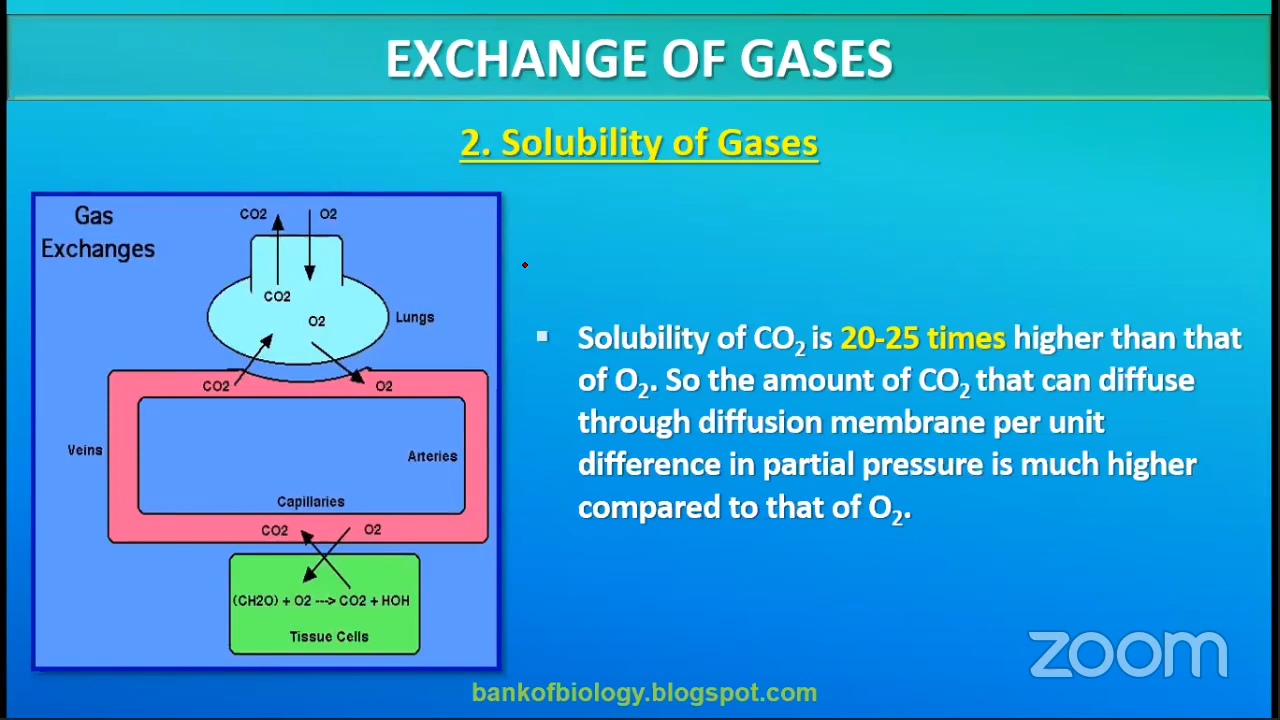 EXCHANGE OF GASES
2. Solubility of Gases
Gas
Exchanges
CO2
O2
CO2
O2
Lungs
CO2
O2
Veins
Arteries
Capillaries
CO2
O2
(CH2O) + O2 ---> CO2 + HOH
Tissue Cells
▪ Solubility of CO₂ is 20-25 times higher than that
of O₂. So the amount of CO₂ that can diffuse
through diffusion membrane per unit
difference in partial pressure is much higher
compared to that of O₂.
zoom
bankofbiology.blogspot.com